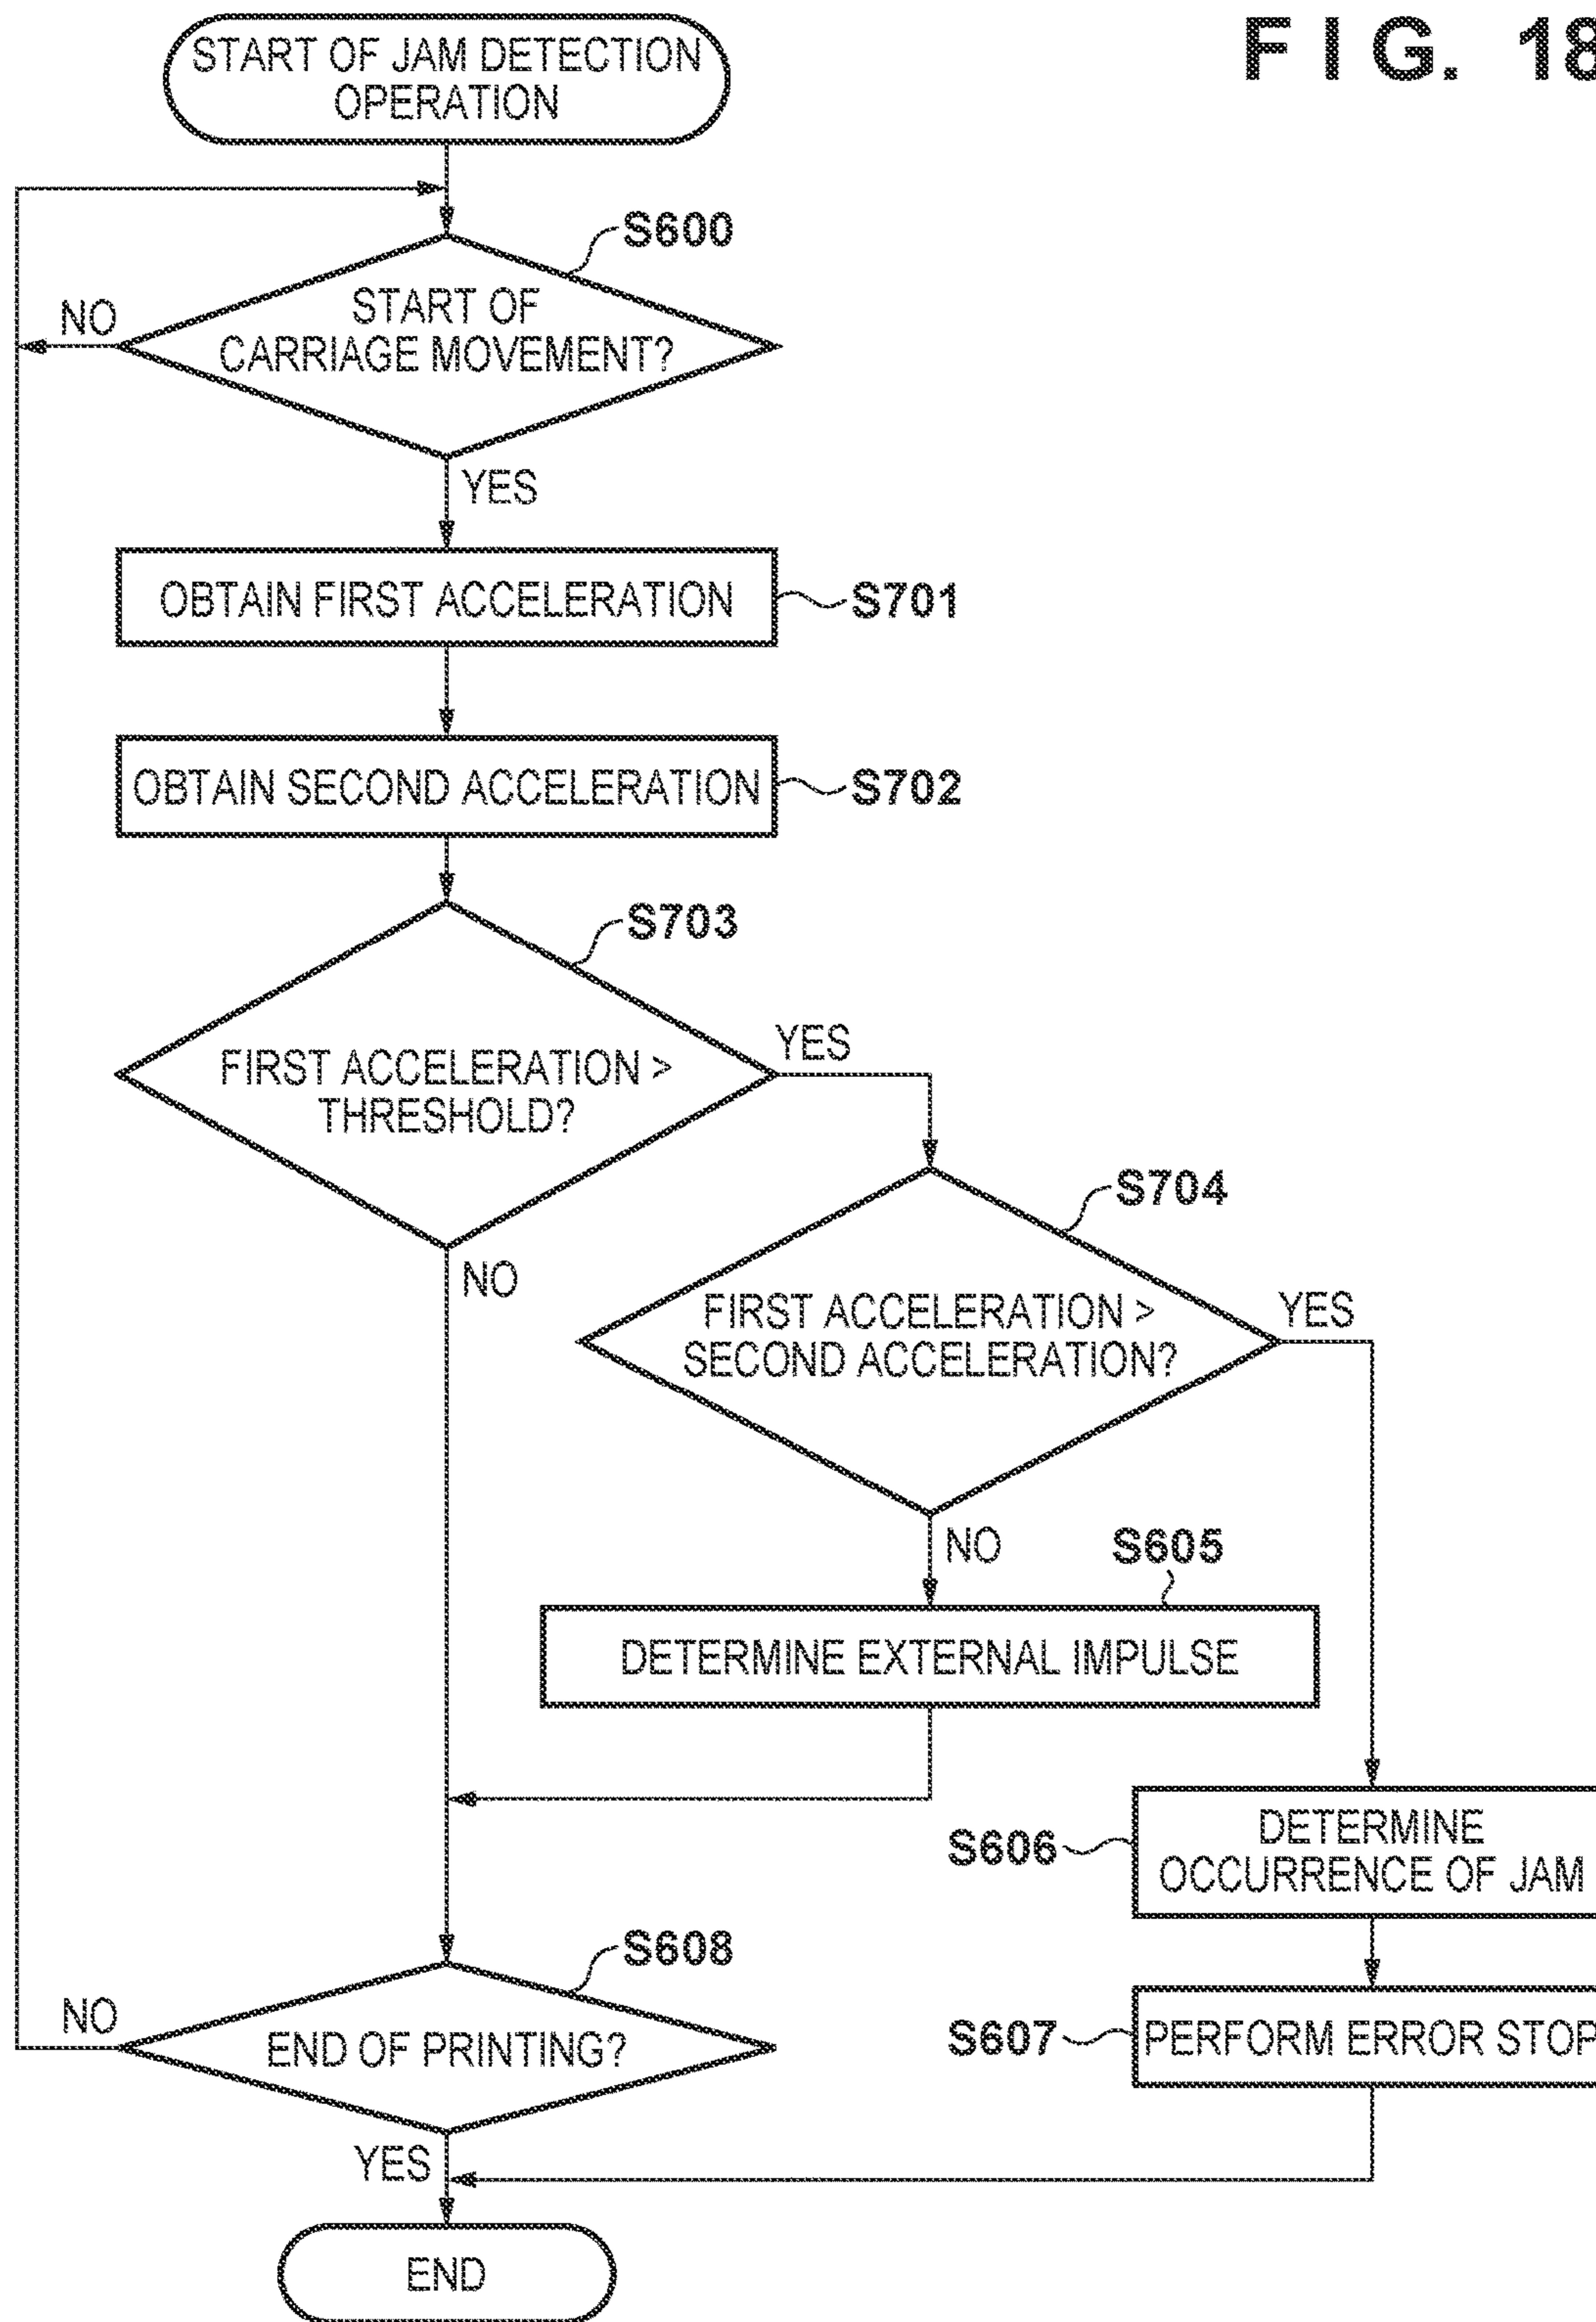 FIG. 18
START OF JAM DETECTION
OPERATION
S600
START OF
CARRIAGE MOVEMENT?
NO
YES
OBTAIN FIRST ACCELERATION
S701
OBTAIN SECOND ACCELERATION
S702
S703
FIRST ACCELERATION >
THRESHOLD?
YES
NO
S704
FIRST ACCELERATION >
SECOND ACCELERATION?
YES
NO
S605
DETERMINE EXTERNAL IMPULSE
S606
DETERMINE
OCCURRENCE OF JAM
S607
PERFORM ERROR STOP
S608
END OF PRINTING?
NO
YES
END